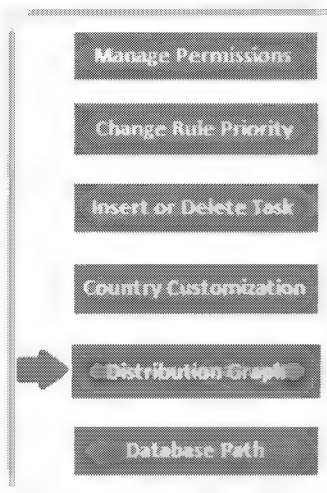 Manage Permissions
Change Rule Priority
Insert or Delete Task
Country Customization
Distribution Graph
Database Path